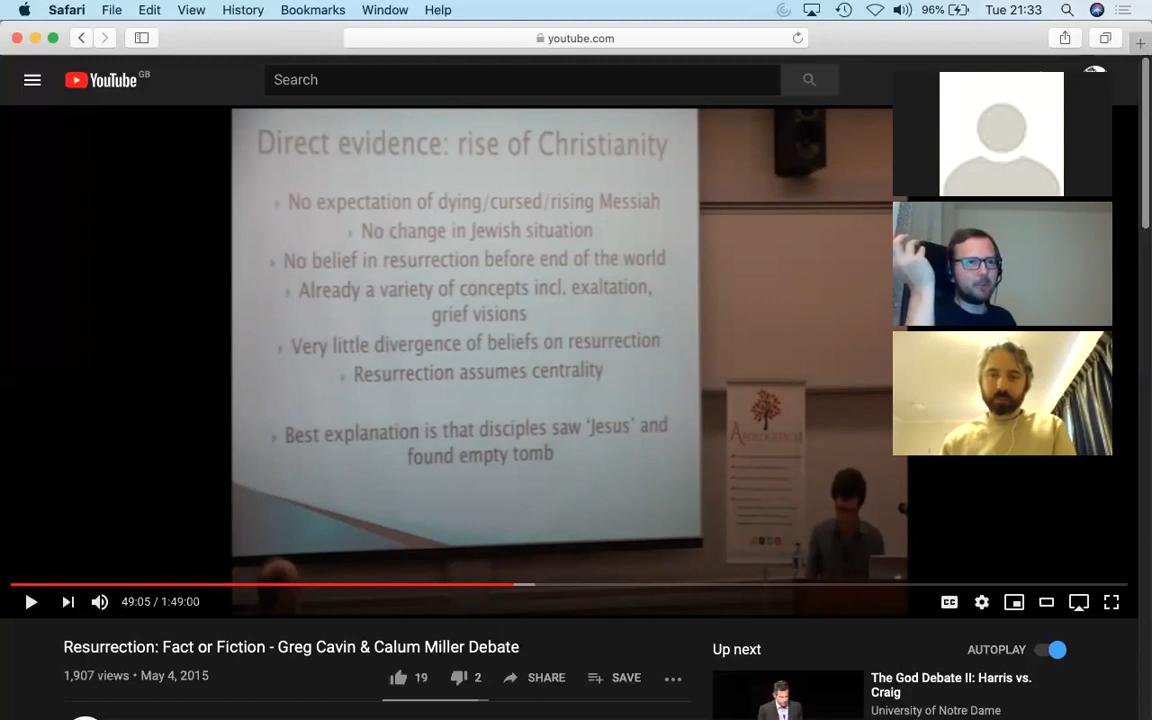 Safari File Edit View History Bookmarks Window Help 96% Tue 21:33
youtube.com
YouTube GB Search
Direct evidence: rise of Christianity
No expectation of dying/cursed/rising Messiah
No change in Jewish situation
No belief in resurrection before end of the world
Already a variety of concepts incl. exaltation,
grief visions
Very little divergence of beliefs on resurrection
Resurrection assumes centrality
Best explanation is that disciples saw 'Jesus' and
found empty tomb
49:05 / 1:49:00 CC
Resurrection: Fact or Fiction - Greg Cavin & Calum Miller Debate
1,907 views • May 4, 2015 19 2 SHARE SAVE
Up next AUTOPLAY
The God Debate II: Harris vs.
Craig
University of Notre Dame